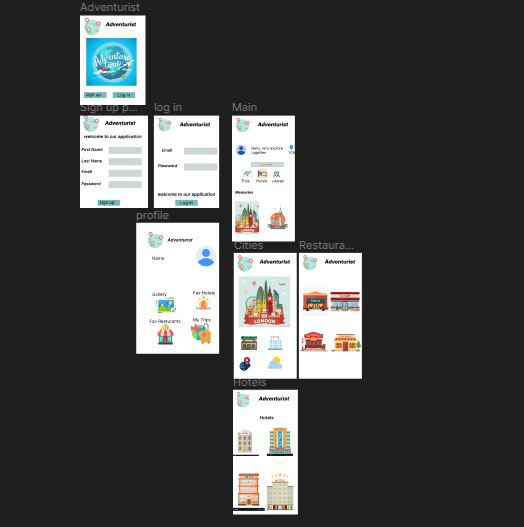 Adventurist
Adventurist
Adventure
time
Sign up
Log in
Sign up p...
log in
Main
Adventurist
welcome to our application
First Name
Last Name
Email
Password
sign up
Adventurist
Email
Password
welcome to our application
Log in
Adventurist
Hello, let's explore
together
Trips
Hotels
places
Memories
LONDON
profile
Adventurist
Name
Gallery
Fav Hotels
Fav Resturants
My Trips
Cities
Restaura...
Adventurist
LONDON
Adventurist
Hotels
Adventurist
Hotels